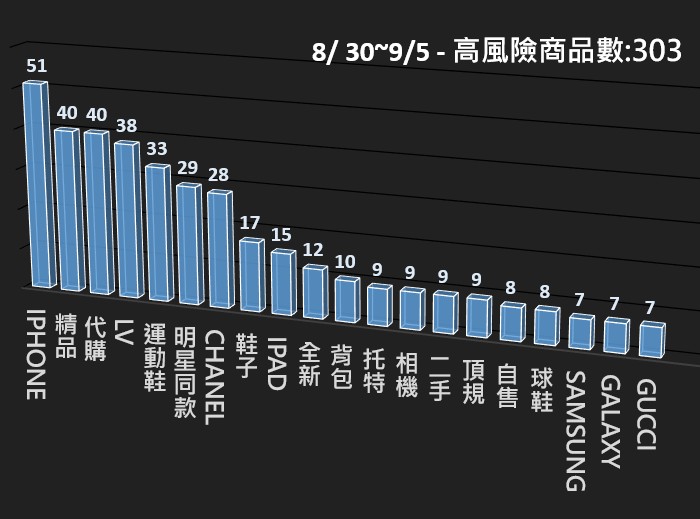 8/ 30~9/5 - 高風險商品數:303
51
40
40
38
33
29
28
17
15
12
10
9
9
9
9
8
8
7
7
7
IPHONE
精品
代購
LV
運動鞋
明星同款
CHANEL
鞋子
IPAD
全新
背包
托特
相機
二手
頂規
自售
球鞋
SAMSUNG
GALAXY
GUCCI